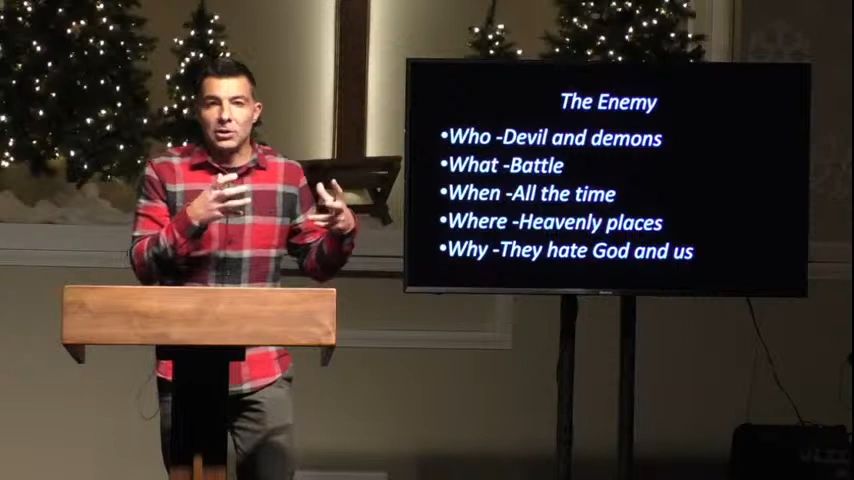 The Enemy
•Who -Devil and demons
•What -Battle
•When -All the time
•Where -Heavenly places
•Why -They hate God and us